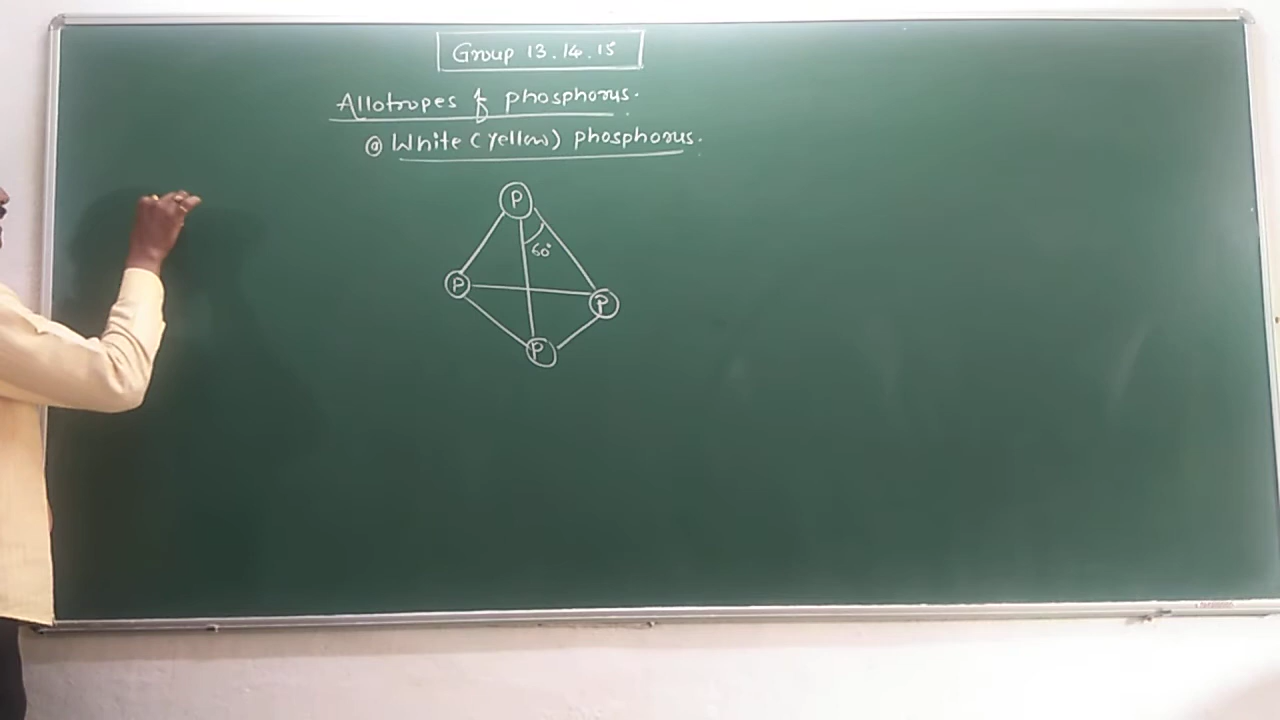 Group 13.14.15
Allotropes of phosphorus.
@ White (Yellow) phosphorus.
P
60°
P
P
P